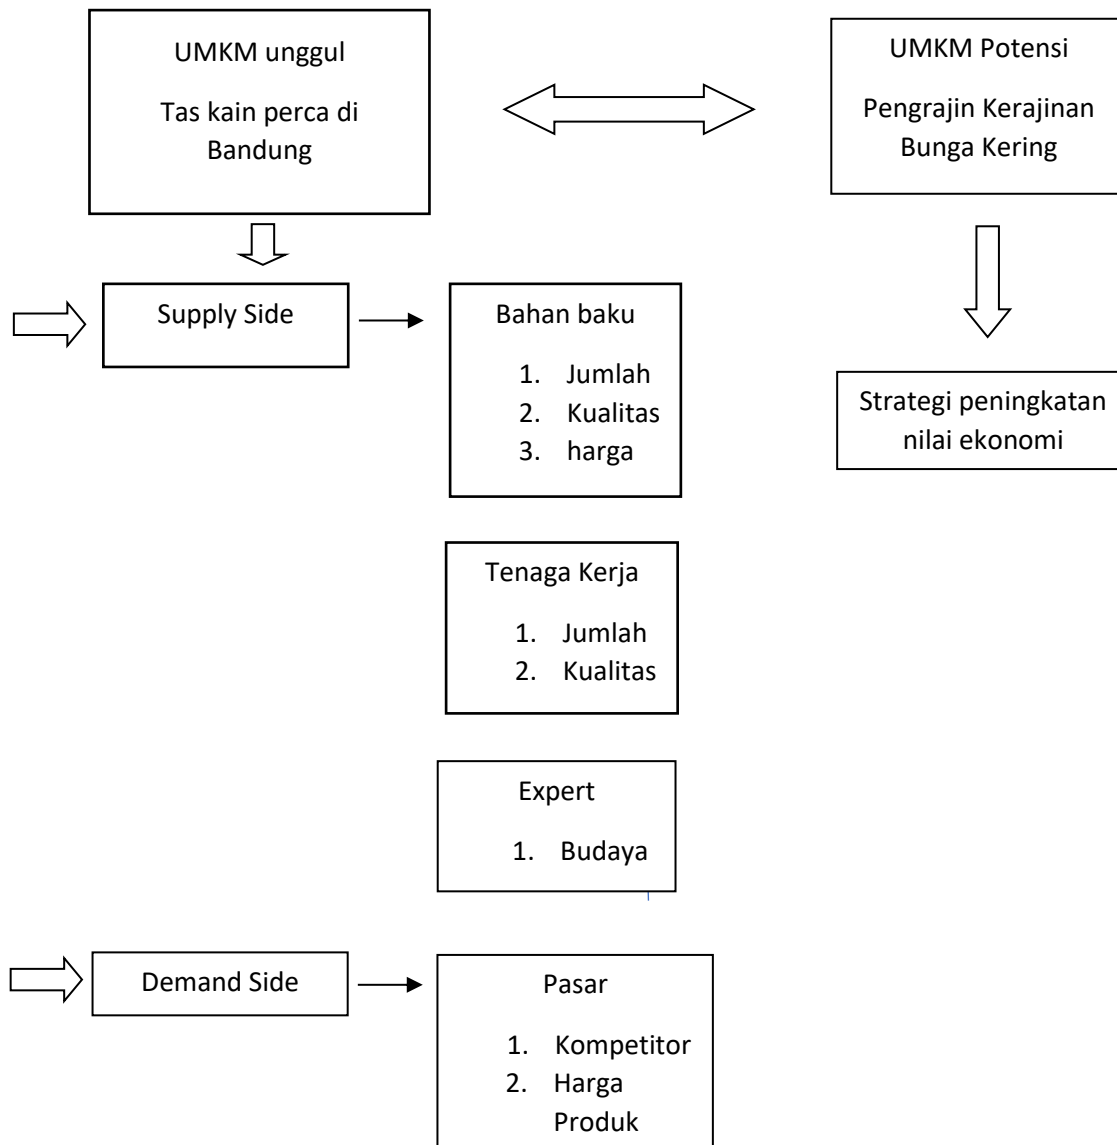 UMKM unggul
Tas kain perca di
Bandung
UMKM Potensi
Pengrajin Kerajinan
Bunga Kering
Supply Side
Bahan baku
1. Jumlah
2. Kualitas
3. harga
Strategi peningkatan
nilai ekonomi
Tenaga Kerja
1. Jumlah
2. Kualitas
Expert
1. Budaya
Demand Side
Pasar
1. Kompetitor
2. Harga
Produk